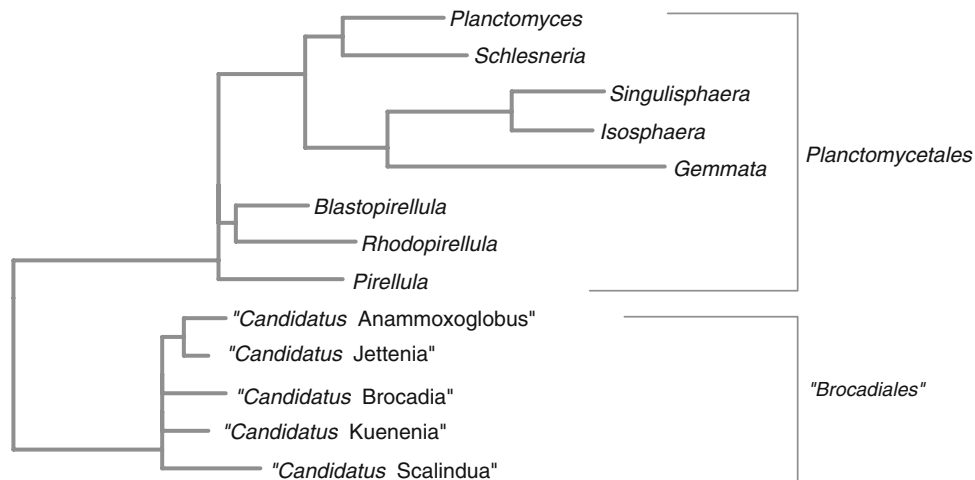 Planctomyces
Schlesneria
Singulisphaera
Isosphaera
Gemmata
Planctomycetales
Blastopirellula
Rhodopirellula
Pirellula
"Candidatus Anammoxoglobus"
"Candidatus Jettenia"
"Candidatus Brocadia"
"Candidatus Kuenenia"
"Candidatus Scalindua"
"Brocadiales"